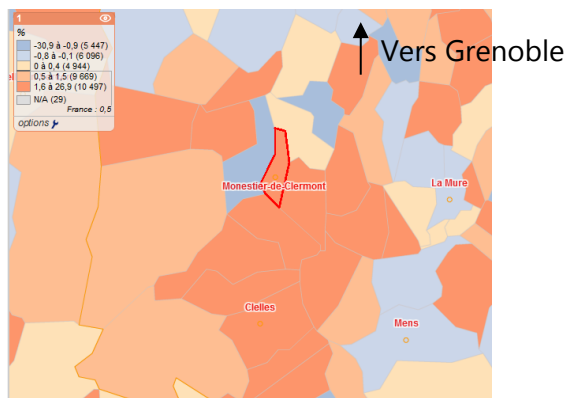 1
%
-30,9 à -0,9 (5 447)
-0,8 à -0,1 (6 096)
0 à 0,4 (4 944)
0,5 à 1,5 (9 669)
1,6 à 26,9 (10 497)
N/A (29)
France : 0,5
options
Vers Grenoble
Monestier-de-Clermont
La Mure
Clelles
Mens